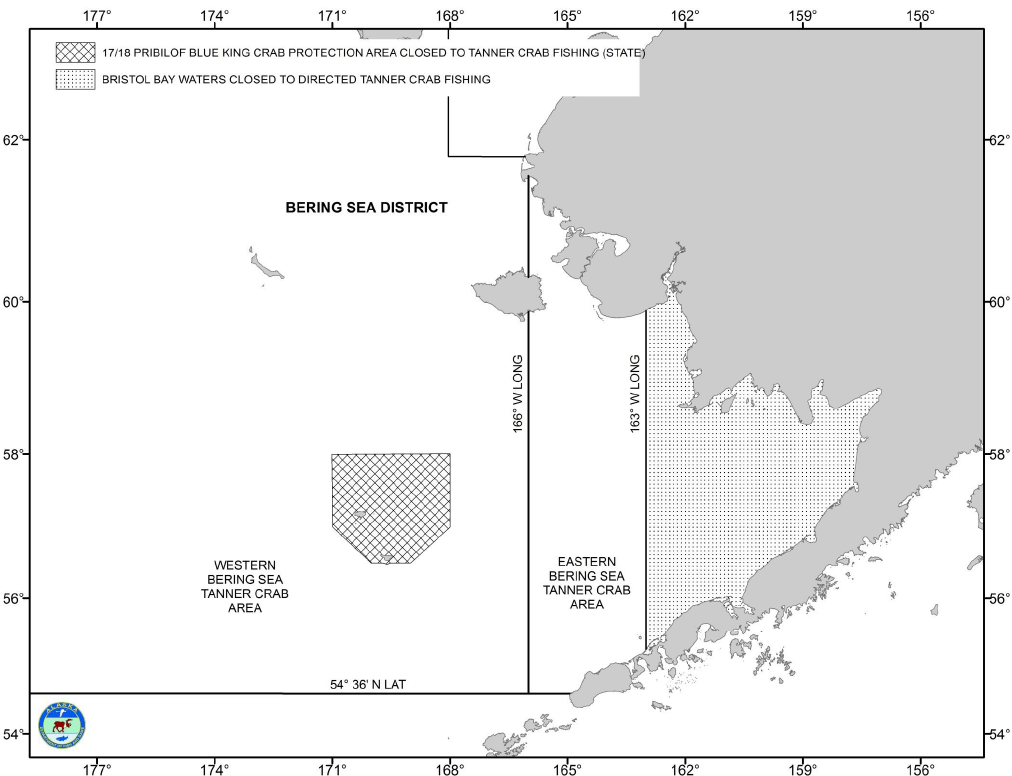 177° 174° 171° 168° 165° 162° 159° 156°
17/18 PRIBILOF BLUE KING CRAB PROTECTION AREA CLOSED TO TANNER CRAB FISHING (STATE)
BRISTOL BAY WATERS CLOSED TO DIRECTED TANNER CRAB FISHING
62° 62°
BERING SEA DISTRICT
60° 60°
166° W LONG
163° W LONG
58° 58°
WESTERN
BERING SEA
TANNER CRAB
AREA
EASTERN
BERING SEA
TANNER CRAB
AREA
56° 56°
54° 36' N LAT
ALASKA
54° 54°
177° 174° 171° 168° 165° 162° 159° 156°